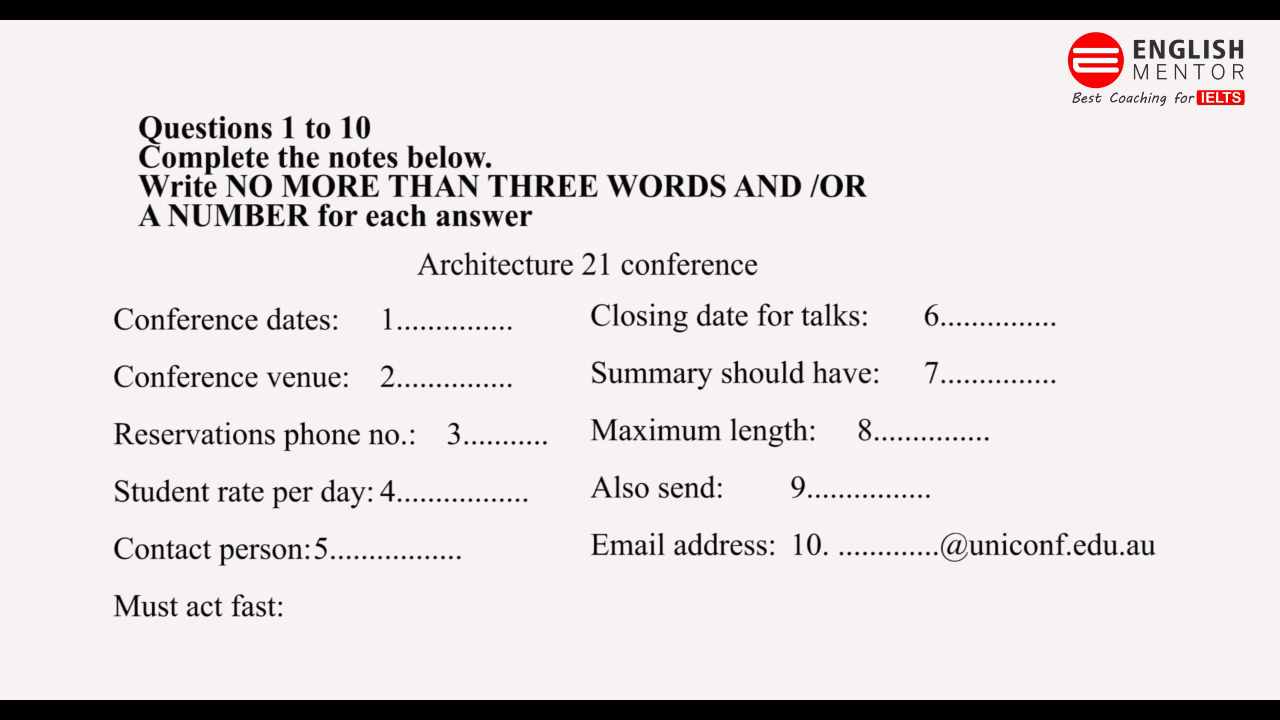 ENGLISH
MENTOR
Best Coaching for IELTS
Questions 1 to 10
Complete the notes below.
Write NO MORE THAN THREE WORDS AND /OR
A NUMBER for each answer
Architecture 21 conference
Conference dates: 1...............
Conference venue: 2...............
Reservations phone no.: 3...........
Student rate per day: 4.................
Contact person:5.................
Must act fast:
Closing date for talks: 6...............
Summary should have: 7...............
Maximum length: 8...............
Also send: 9................
Email address: 10. .............@uniconf.edu.au